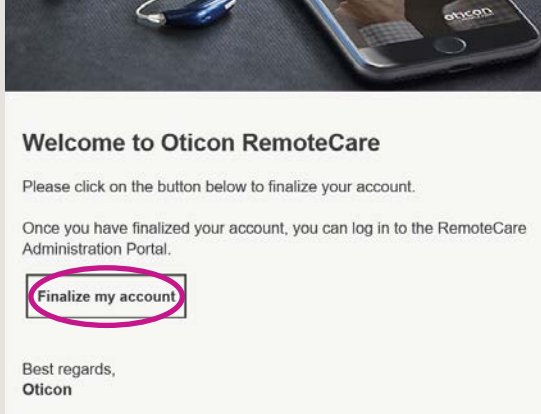 oticon
Welcome to Oticon RemoteCare
Please click on the button below to finalize your account.
Once you have finalized your account, you can log in to the RemoteCare
Administration Portal.
Finalize my account
Best regards,
Oticon